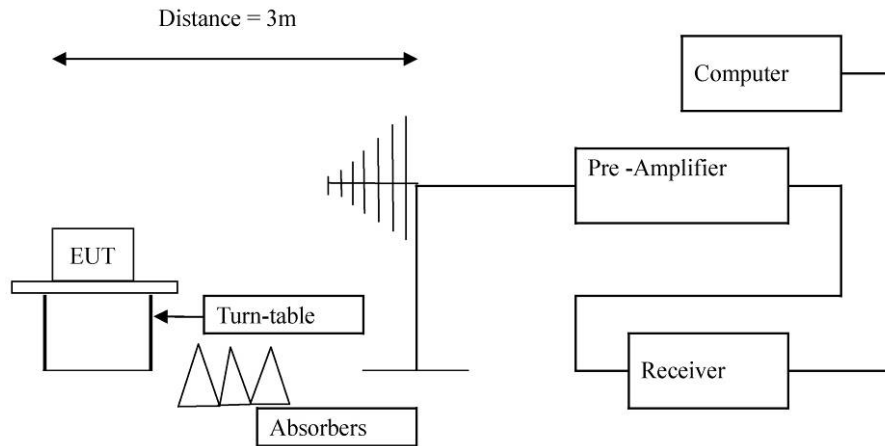 Distance = 3m
Computer
Pre -Amplifier
EUT
Turn-table
Receiver
Absorbers